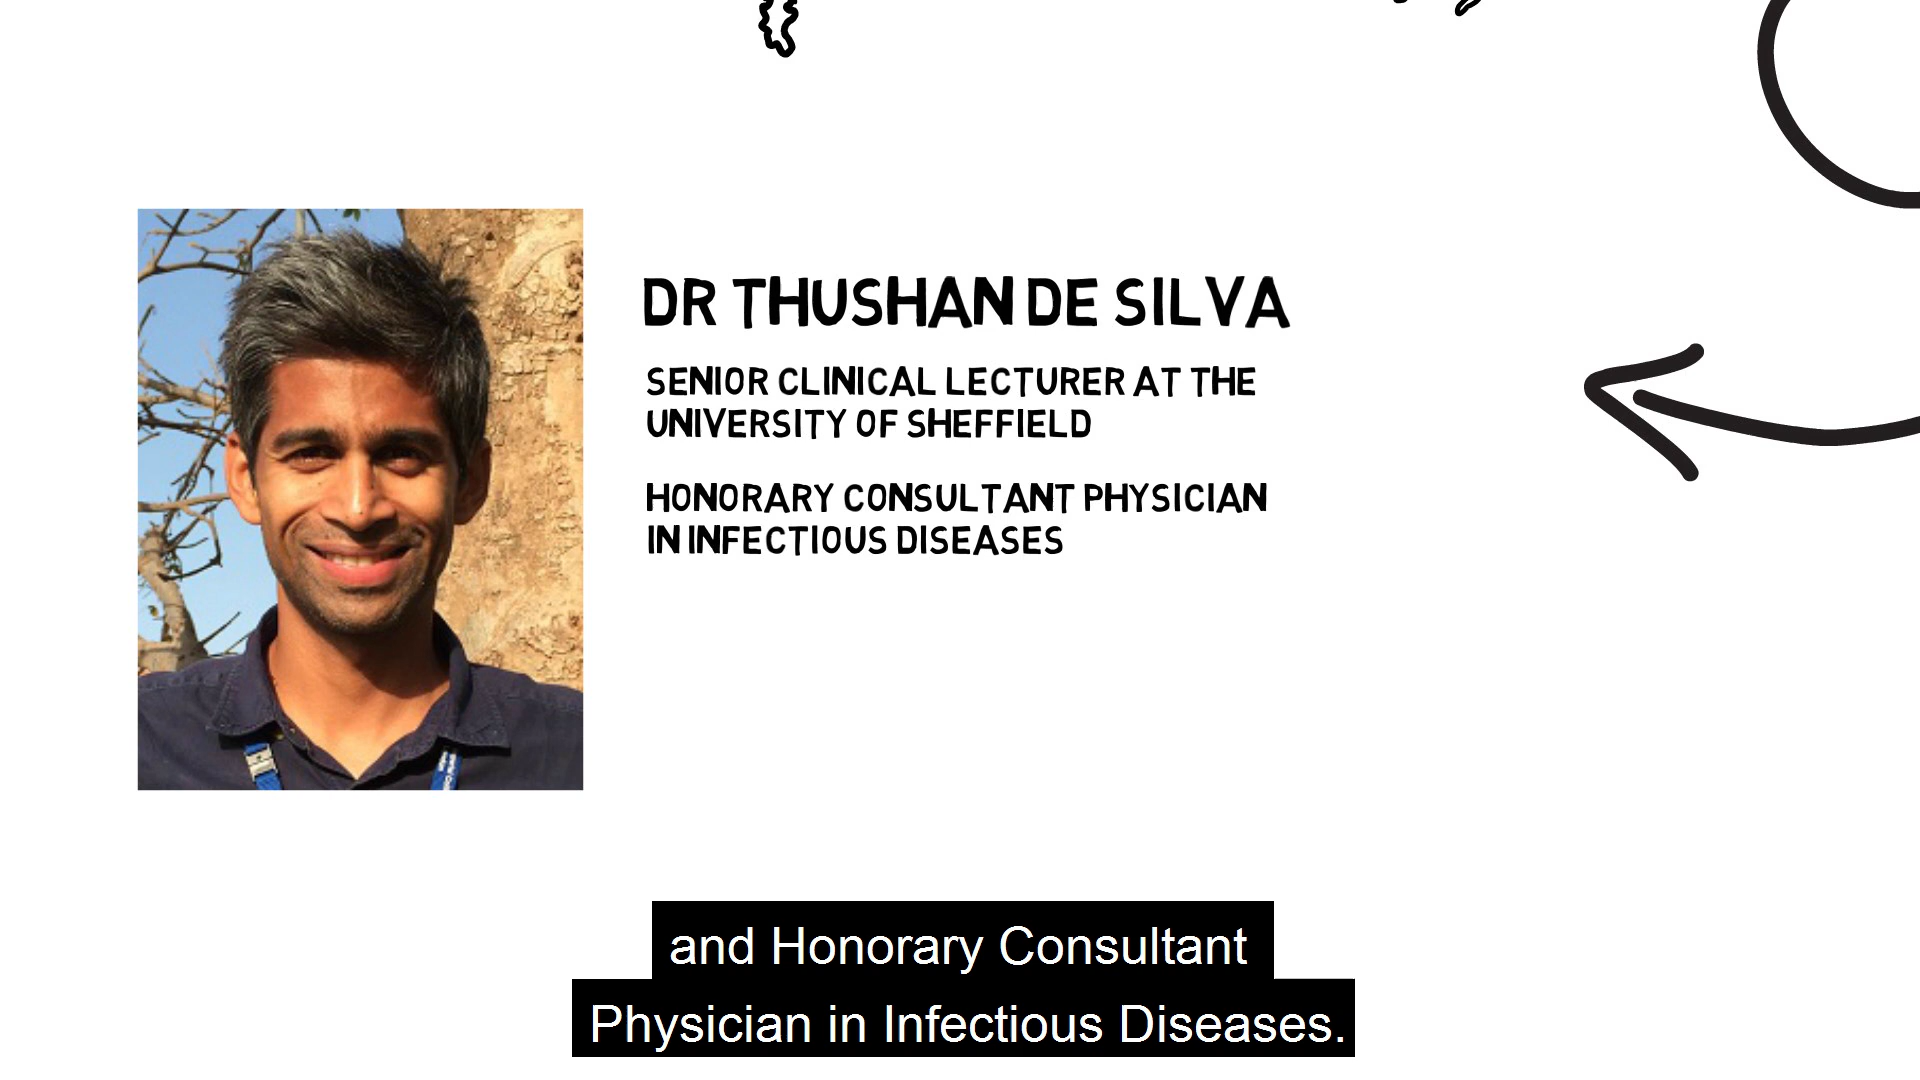 DR THUSHAN DE SILVA
SENIOR CLINICAL LECTURER AT THE
UNIVERSITY OF SHEFFIELD
HONORARY CONSULTANT PHYSICIAN
IN INFECTIOUS DISEASES
and Honorary Consultant
Physician in Infectious Diseases.